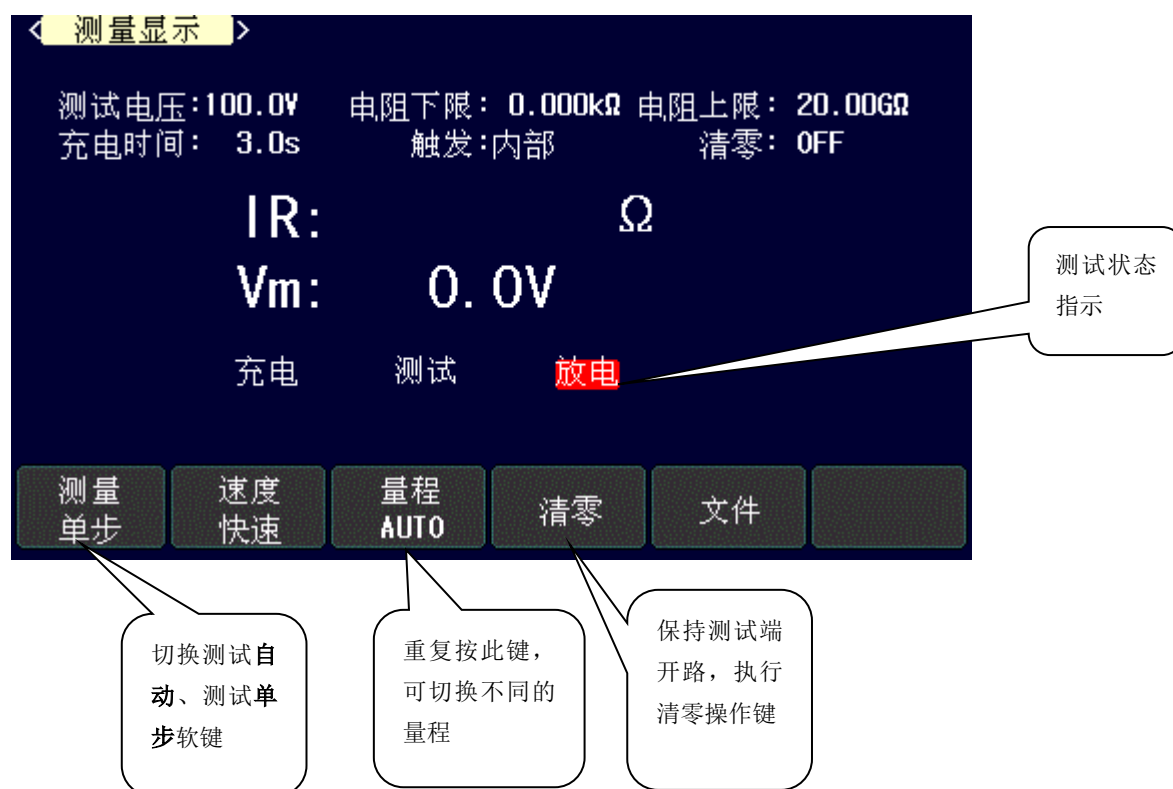 < 测量显示 >
测试电压:100.0V 电阻下限: 0.000kΩ 电阻上限: 20.00GΩ
充电时间: 3.0s 触发:内部 清零: OFF
IR: Ω
Vm: 0.0V
充电 测试 放电
测试状态
指示
测量
单步
速度
快速
量程
AUTO
清零
文件
切换测试自
动、测试单
步软键
重复按此键，
可切换不同的
量程
保持测试端
开路，执行
清零操作键